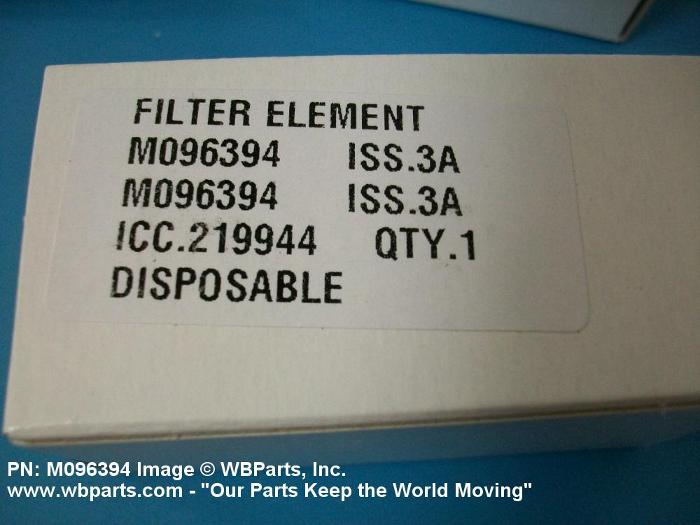 FILTER ELEMENT
M096394 ISS.3A
M096394 ISS.3A
ICC.219944 QTY.1
DISPOSABLE
PN: M096394 Image © WBParts, Inc.
www.wbparts.com - "Our Parts Keep the World Moving"